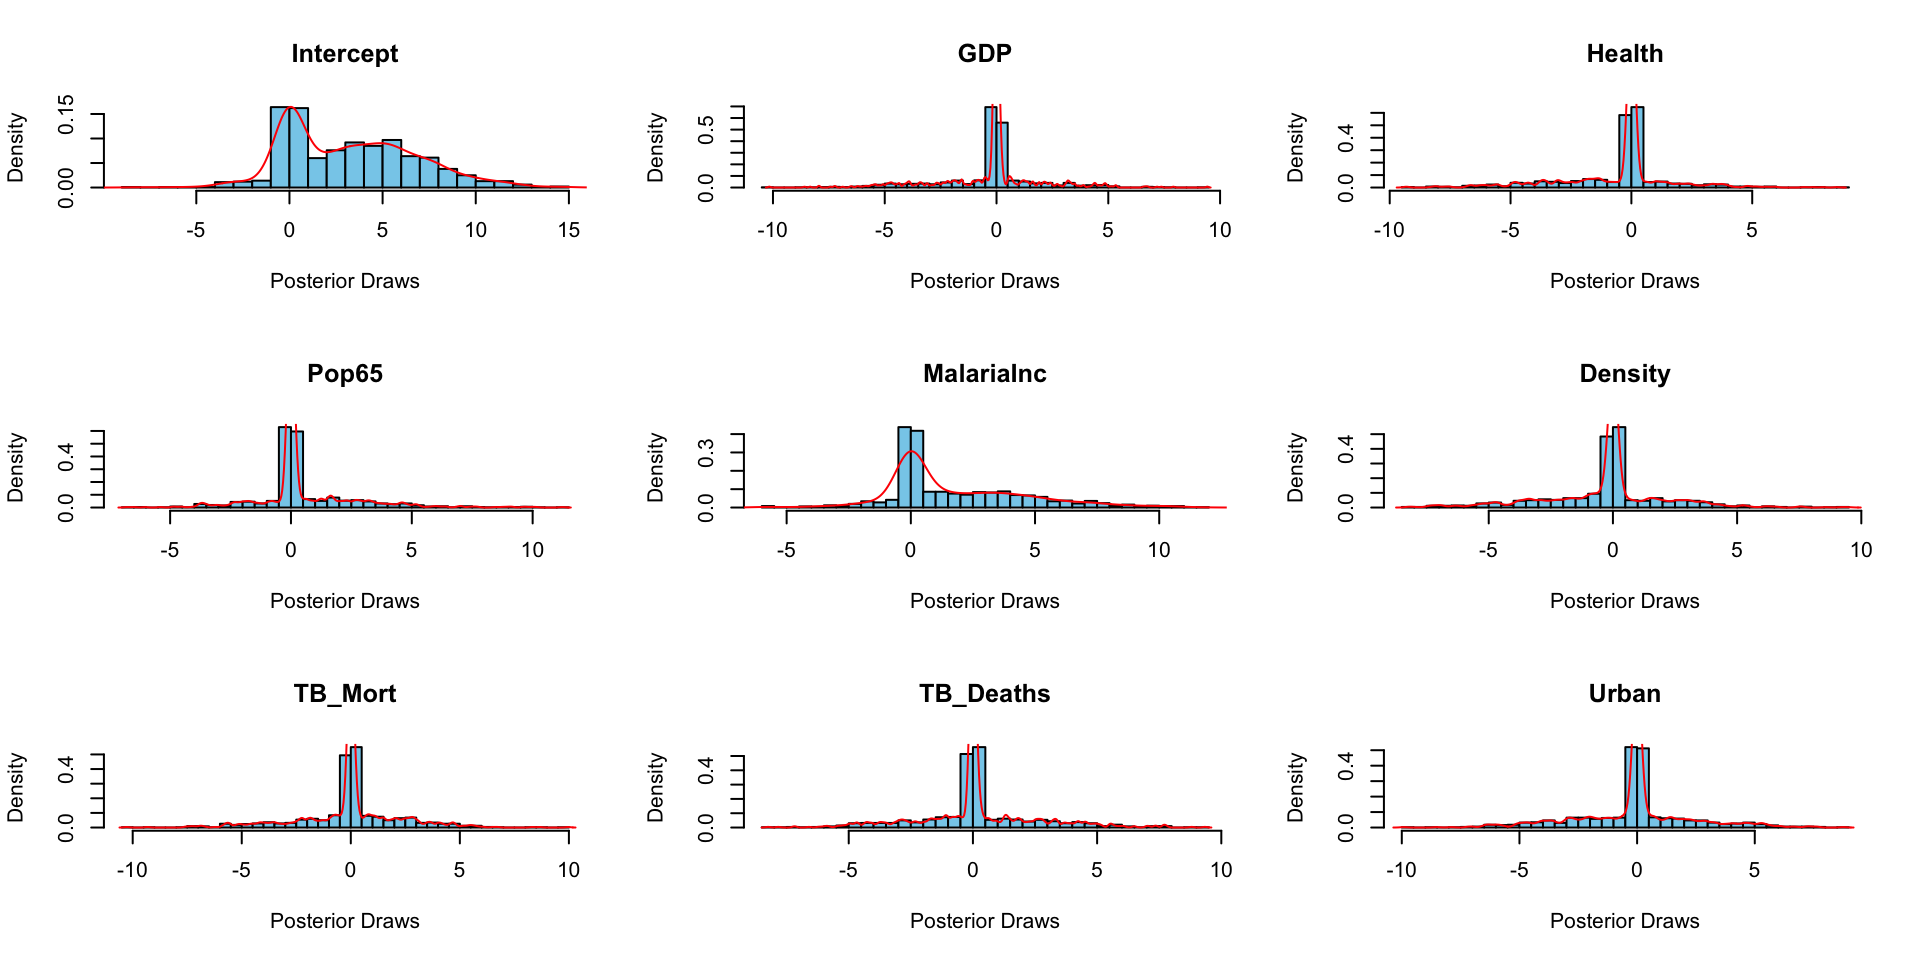 Intercept
GDP
Health
Density
0.00 0.15
-5 0 5 10 15
Posterior Draws
Density
0.0 0.5
-10 -5 0 5 10
Posterior Draws
Density
0.0 0.4
-10 -5 0 5
Posterior Draws
Pop65
MalariaInc
Density
Density
0.0 0.4
-5 0 5 10
Posterior Draws
Density
0.0 0.3
-5 0 5 10
Posterior Draws
Density
0.0 0.4
-5 0 5 10
Posterior Draws
TB_Mort
TB_Deaths
Urban
Density
0.0 0.4
-10 -5 0 5 10
Posterior Draws
Density
0.0 0.4
-5 0 5 10
Posterior Draws
Density
0.0 0.4
-10 -5 0 5
Posterior Draws